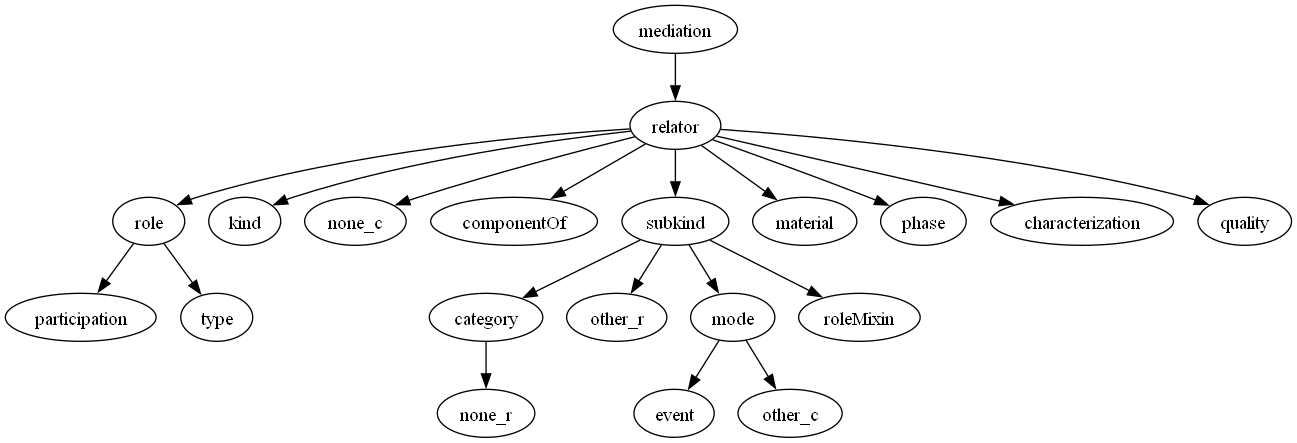 mediation
relator
role
kind
none_c
componentOf
subkind
material
phase
characterization
quality
participation
type
category
other_r
mode
roleMixin
none_r
event
other_c